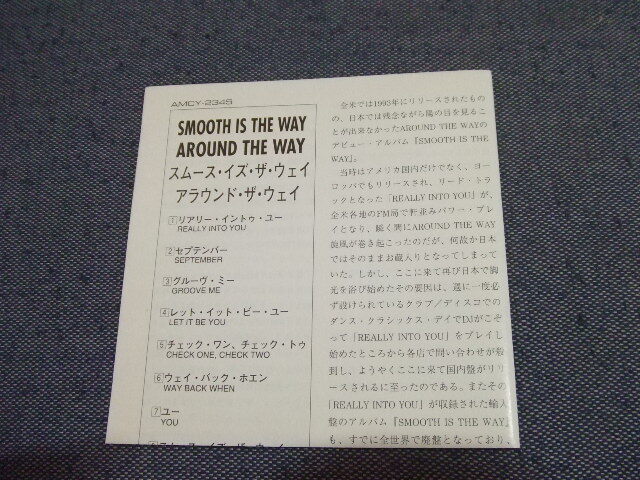 AMCY-2345
SMOOTH IS THE WAY
AROUND THE WAY
スムース・イズ・ザ・ウェイ
アラウンド・ザ・ウェイ
1 リアリー・イントゥ・ユー
REALLY INTO YOU
2 セプテンバー
SEPTEMBER
3 グルーヴ・ミー
GROOVE ME
4 レット・イット・ビー・ユー
LET IT BE YOU
5 チェック・ワン、チェック・トゥ
CHECK ONE, CHECK TWO
6 ウェイ・バック・ホエン
WAY BACK WHEN
7 ユー
YOU
全米では1993年にリリースされたもの
の、日本では残念ながら陽の目を見るこ
とが出来なかったAROUND THE WAYの
デビュー・アルバム『SMOOTH IS THE
WAY』。
当時はアメリカ国内だけでなく、ヨー
ロッパでもリリースされ、リード・トラ
ックとなった「REALLY INTO YOU」が、
全米各地のFM局で軒並みパワー・プレ
イとなり、瞬く間にAROUND THE WAY
旋風が巻き起こったのだが、何故か日本
ではそのままお蔵入りとなってしまって
いた。しかし、ここに来て再び日本で脚
光を浴び始めたその要因は、週に一度必
ず設けられているクラブ/ディスコでの
ダンス・クラシックス・デイでDJがこぞ
って「REALLY INTO YOU」をプレイし
始めたところから各店で問い合わせが殺
到し、ようやくここに来て国内盤がリリ
ースされるに至ったのである。またその
「REALLY INTO YOU」が収録された輸入
盤のアルバム『SMOOTH IS THE WAY』
も、すでに全世界で廃盤となっており、